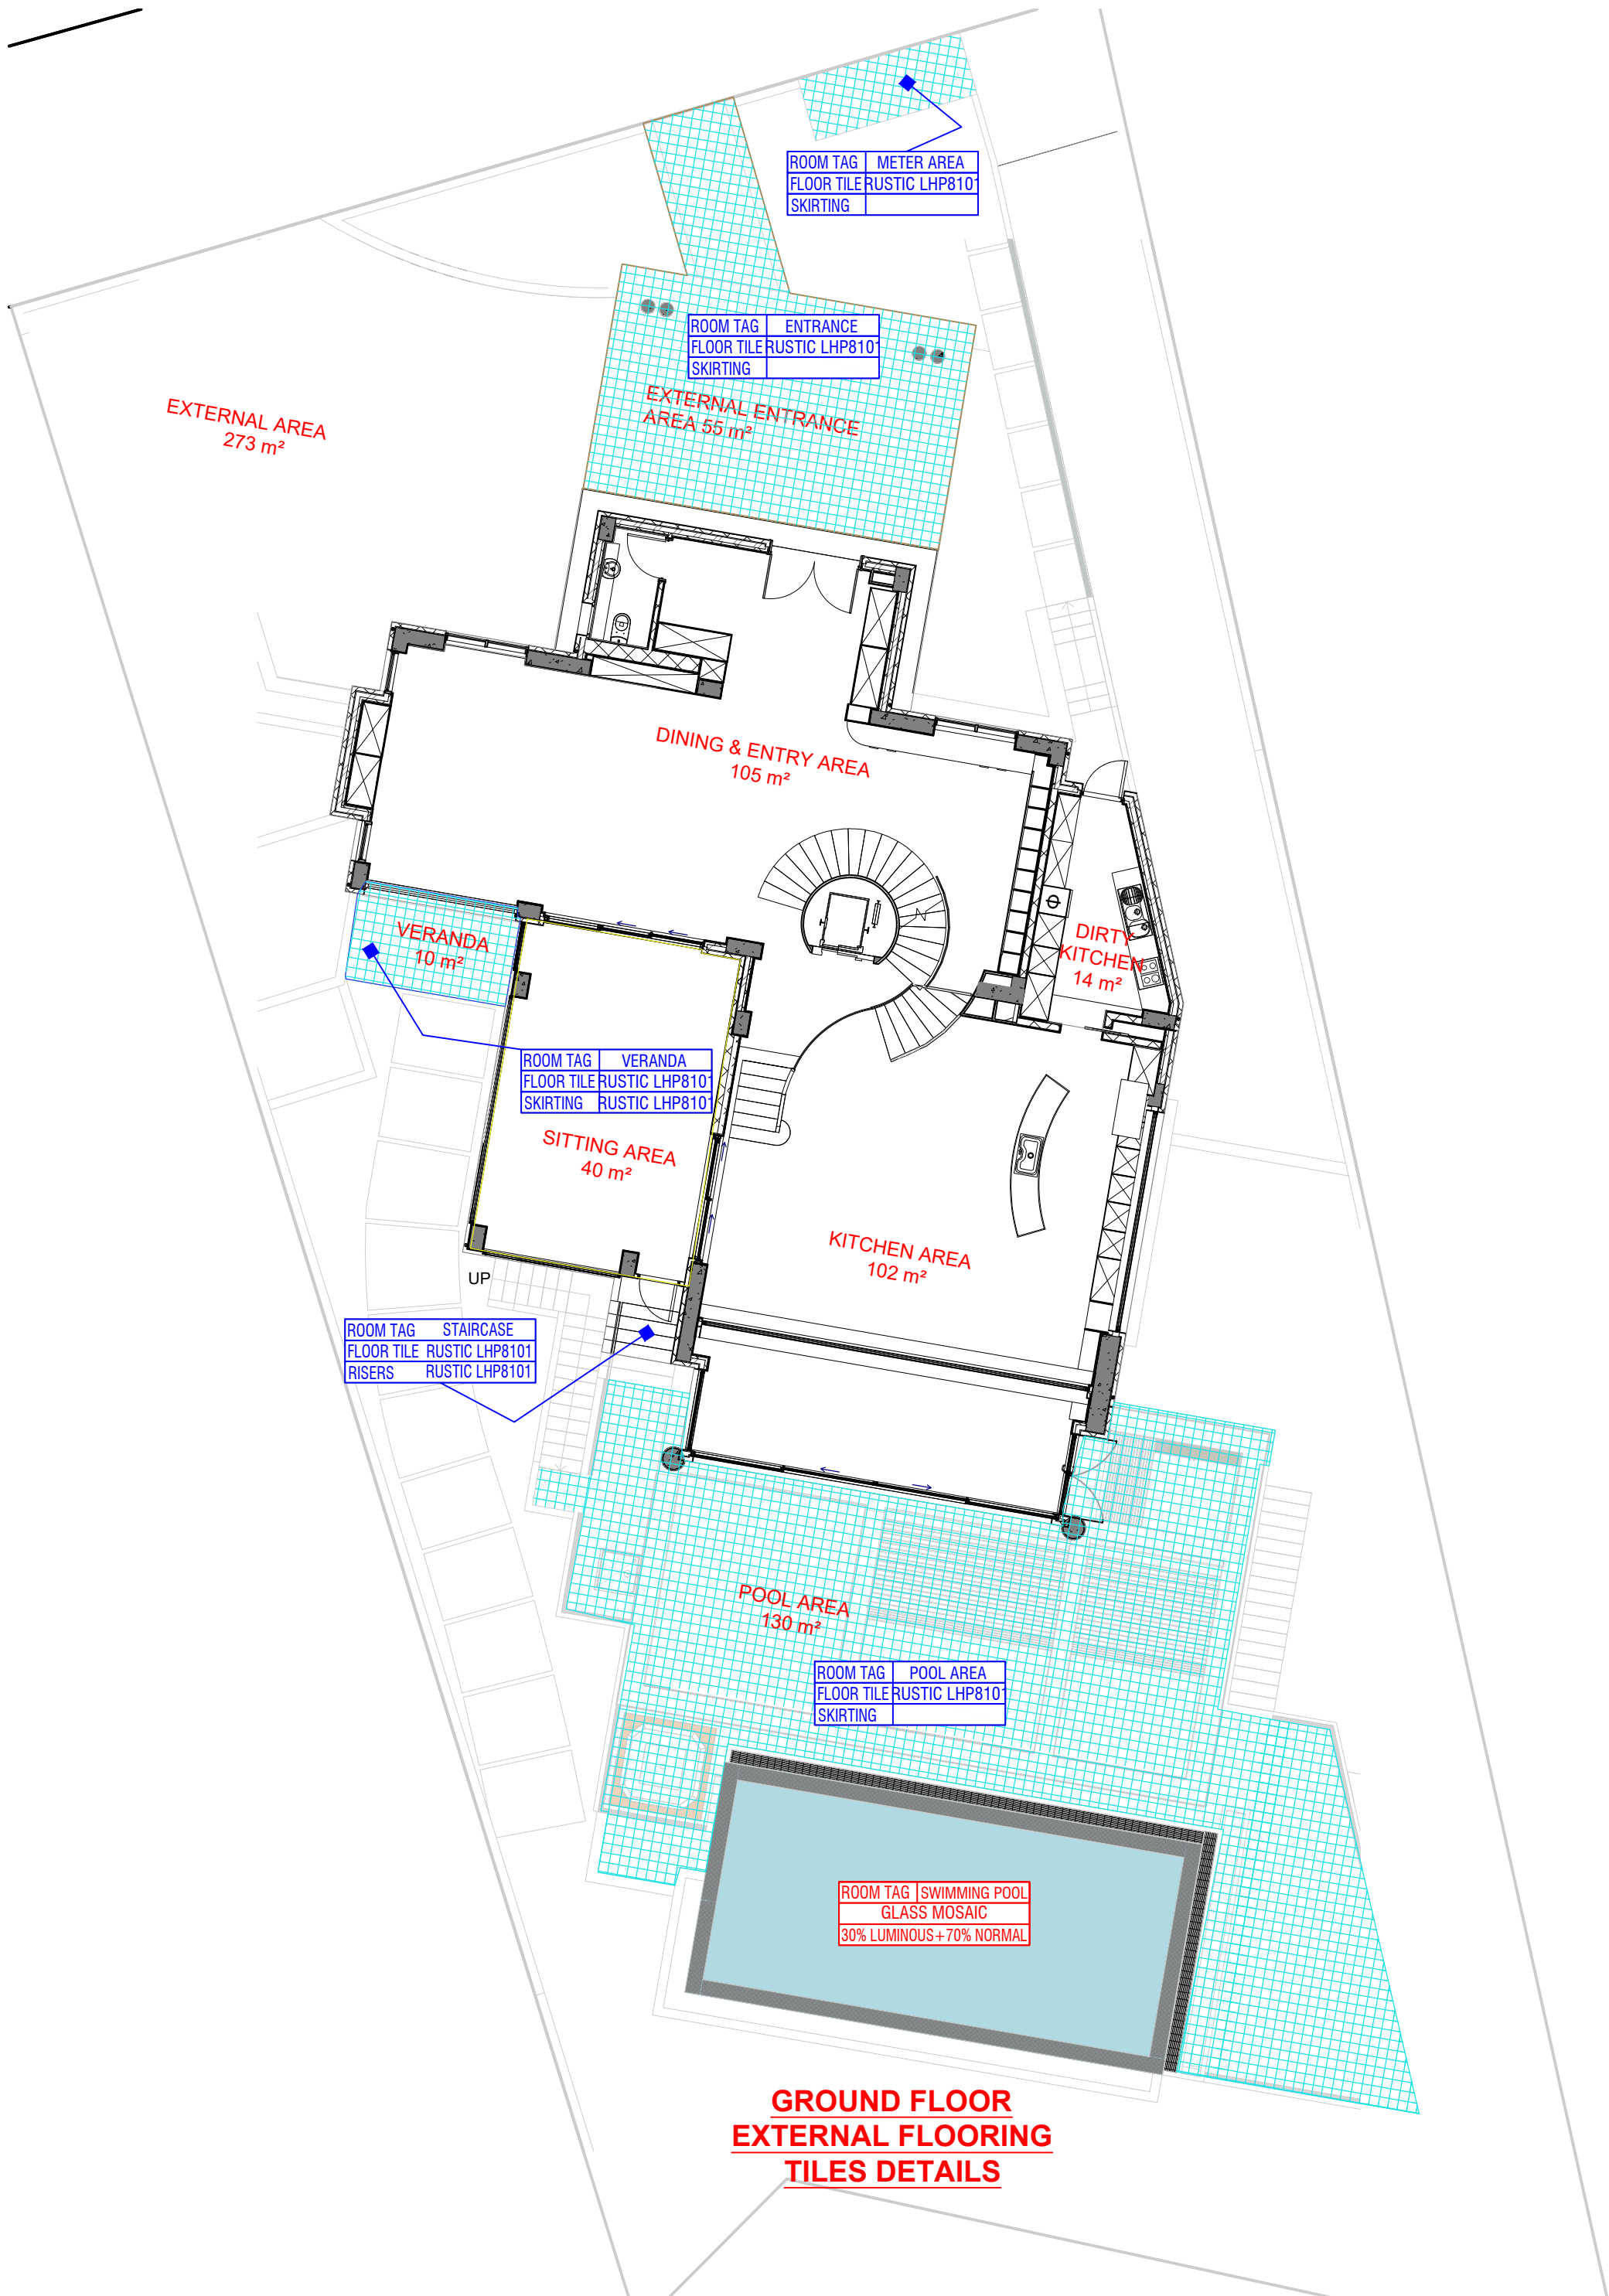 ROOM TAG METER AREA
FLOOR TILE RUSTIC LHP8101
SKIRTING
ROOM TAG ENTRANCE
FLOOR TILE RUSTIC LHP8101
SKIRTING
EXTERNAL ENTRANCE
AREA 55 m²
EXTERNAL AREA
273 m²
DINING & ENTRY AREA
105 m²
VERANDA
10 m²
DIRTY
KITCHEN
14 m²
ROOM TAG VERANDA
FLOOR TILE RUSTIC LHP8101
SKIRTING RUSTIC LHP8101
SITTING AREA
40 m²
KITCHEN AREA
102 m²
UP
ROOM TAG STAIRCASE
FLOOR TILE RUSTIC LHP8101
RISERS RUSTIC LHP8101
POOL AREA
130 m²
ROOM TAG POOL AREA
FLOOR TILE RUSTIC LHP8101
SKIRTING
ROOM TAG SWIMMING POOL
GLASS MOSAIC
30% LUMINOUS+70% NORMAL
GROUND FLOOR
EXTERNAL FLOORING
TILES DETAILS